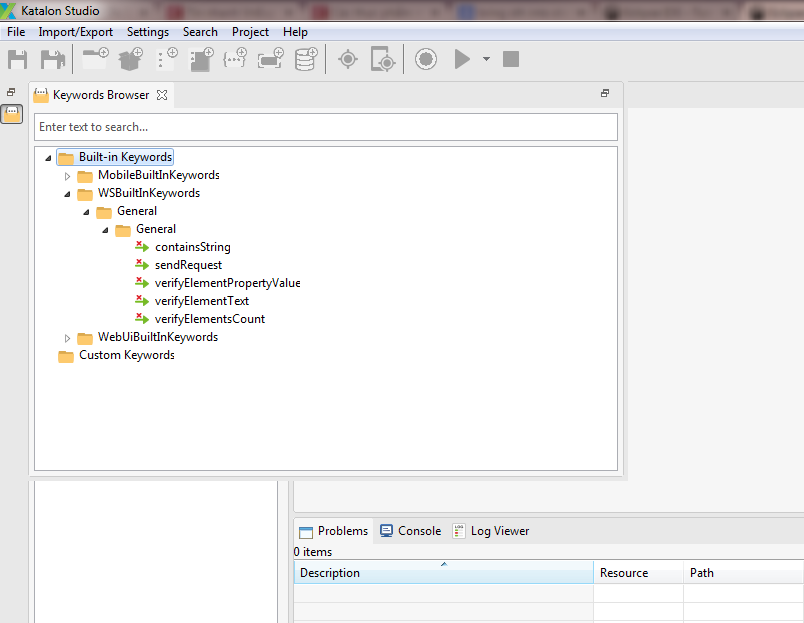 Katalon Studio
File Import/Export Settings Search Project Help
Keywords Browser
Enter text to search...
Built-in Keywords
MobileBuiltInKeywords
WSBuiltInKeywords
General
General
containsString
sendRequest
verifyElementPropertyValue
verifyElementText
verifyElementsCount
WebUiBuiltInKeywords
Custom Keywords
Problems Console Log Viewer
0 items
Description Resource Path